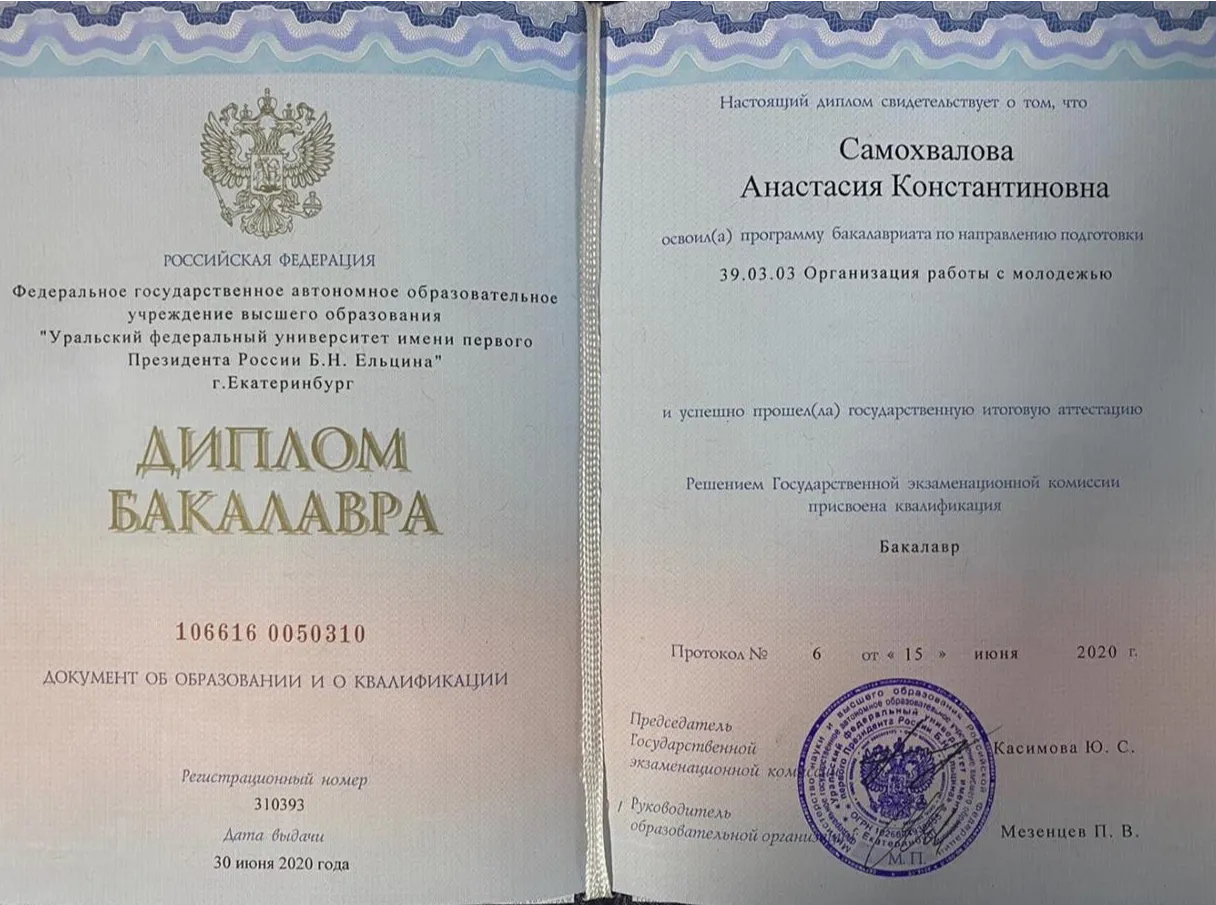 РОССИЙСКАЯ ФЕДЕРАЦИЯ
Федеральное государственное автономное образовательное
учреждение высшего образования
"Уральский федеральный университет имени первого
Президента России Б.Н. Ельцина"
г.Екатеринбург
ДИПЛОМ
БАКАЛАВРА
106616 0050310
ДОКУМЕНТ ОБ ОБРАЗОВАНИИ И О КВАЛИФИКАЦИИ
Регистрационный номер
310393
Дата выдачи
30 июня 2020 года
Настоящий диплом свидетельствует о том, что
Самохвалова
Анастасия Константиновна
освоил(а) программу бакалавриата по направлению подготовки
39.03.03 Организация работы с молодежью
и успешно прошел(ла) государственную итоговую аттестацию
Решением Государственной экзаменационной комиссии
присвоена квалификация
Бакалавр
Протокол № 6 от « 15 » июня 2020 г.
Председатель
Государственной
экзаменационной
Касимова Ю. С.
Руководитель
образовательной
Мезенцев П. В.
М.П.